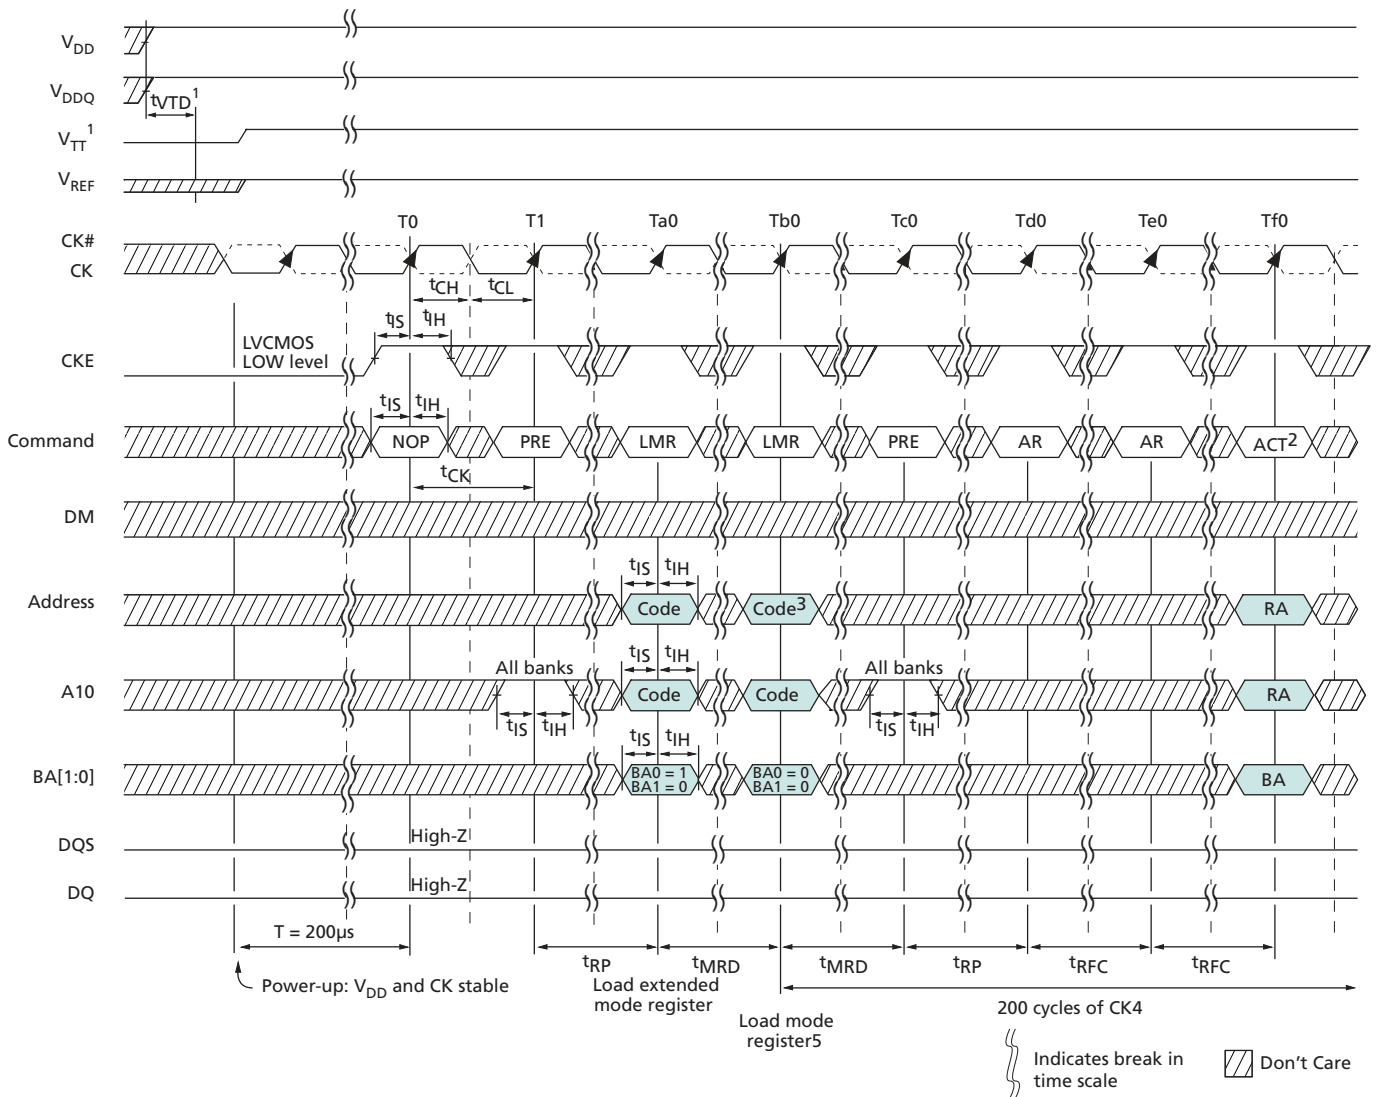 VDD
VDDQ
tVTD1
VTT1
VREF
T0 T1 Ta0 Tb0 Tc0 Td0 Te0 Tf0
CK#
CK
tCH tCL
tIS tIH
LVCMOS
LOW level
CKE
tIS tIH
Command NOP PRE LMR LMR PRE AR AR ACT2
tCK
DM
tIS tIH
Address Code Code3 RA
tIS tIH
All banks All banks
A10 Code Code RA
tIS tIH tIS tIH
tIS tIH
BA[1:0] BA0 = 1 BA0 = 0 BA
BA1 = 0 BA1 = 0
DQS High-Z
DQ High-Z
T = 200µs
tRP tMRD tMRD tRP tRFC tRFC
Power-up: VDD and CK stable
Load extended
mode register
200 cycles of CK4
Load mode
register5
Indicates break in
time scale
Don't Care